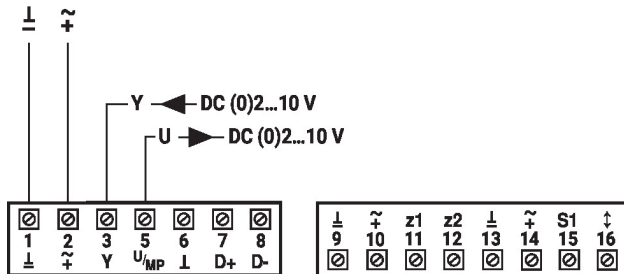 ⊥ ~
– +
Y DC (0)2...10 V
U DC (0)2...10 V
1 2 3 5 6 7 8
⊥ ~+ Y U/MP ⊥ D+ D-
⊥ ~+ z1 z2 ⊥ ~+ S1 ↕
9 10 11 12 13 14 15 16